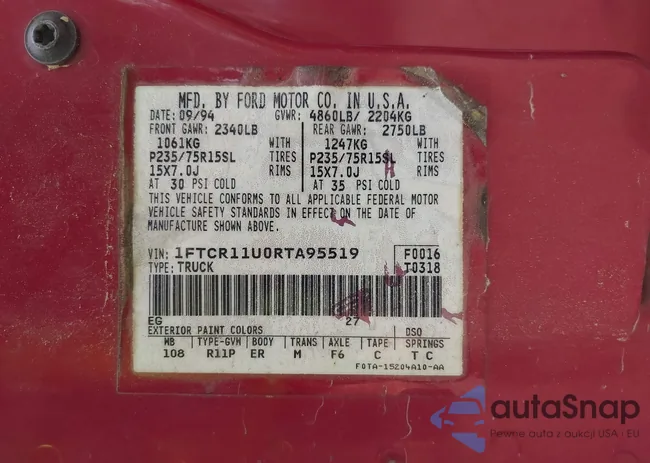 MFD. BY FORD MOTOR CO. IN U.S.A.
DATE: 09/94 GVWR: 4860LB/ 2204KG
FRONT GAWR: 2340LB REAR GAWR: 2750LB
1061KG WITH 1247KG WITH
P235/75R15SL TIRES P235/75R15SL TIRES
15X7.0J RIMS 15X7.0J RIMS
AT 30 PSI COLD AT 35 PSI COLD
THIS VEHICLE CONFORMS TO ALL APPLICABLE FEDERAL MOTOR
VEHICLE SAFETY STANDARDS IN EFFECT ON THE DATE OF
MANUFACTURE SHOWN ABOVE.
VIN: 1FTCR11U0RTA95519 F0016
TYPE: TRUCK T0318
EG 27
EXTERIOR PAINT COLORS DSO
WB TYPE-GVM BODY TRANS AXLE TAPE SPRINGS
108 R11P ER M F6 C T C
F0TA-15204A10-AA
autaSnap
Pewne auta z aukcji USA i EU